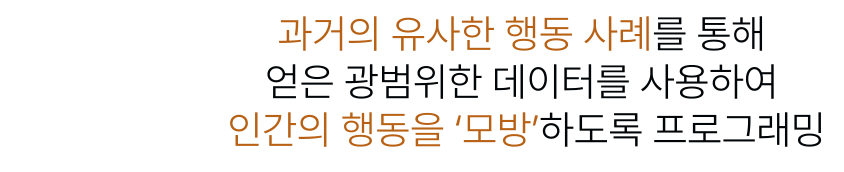 과거의 유사한 행동 사례를 통해
얻은 광범위한 데이터를 사용하여
인간의 행동을 ‘모방’하도록 프로그래밍